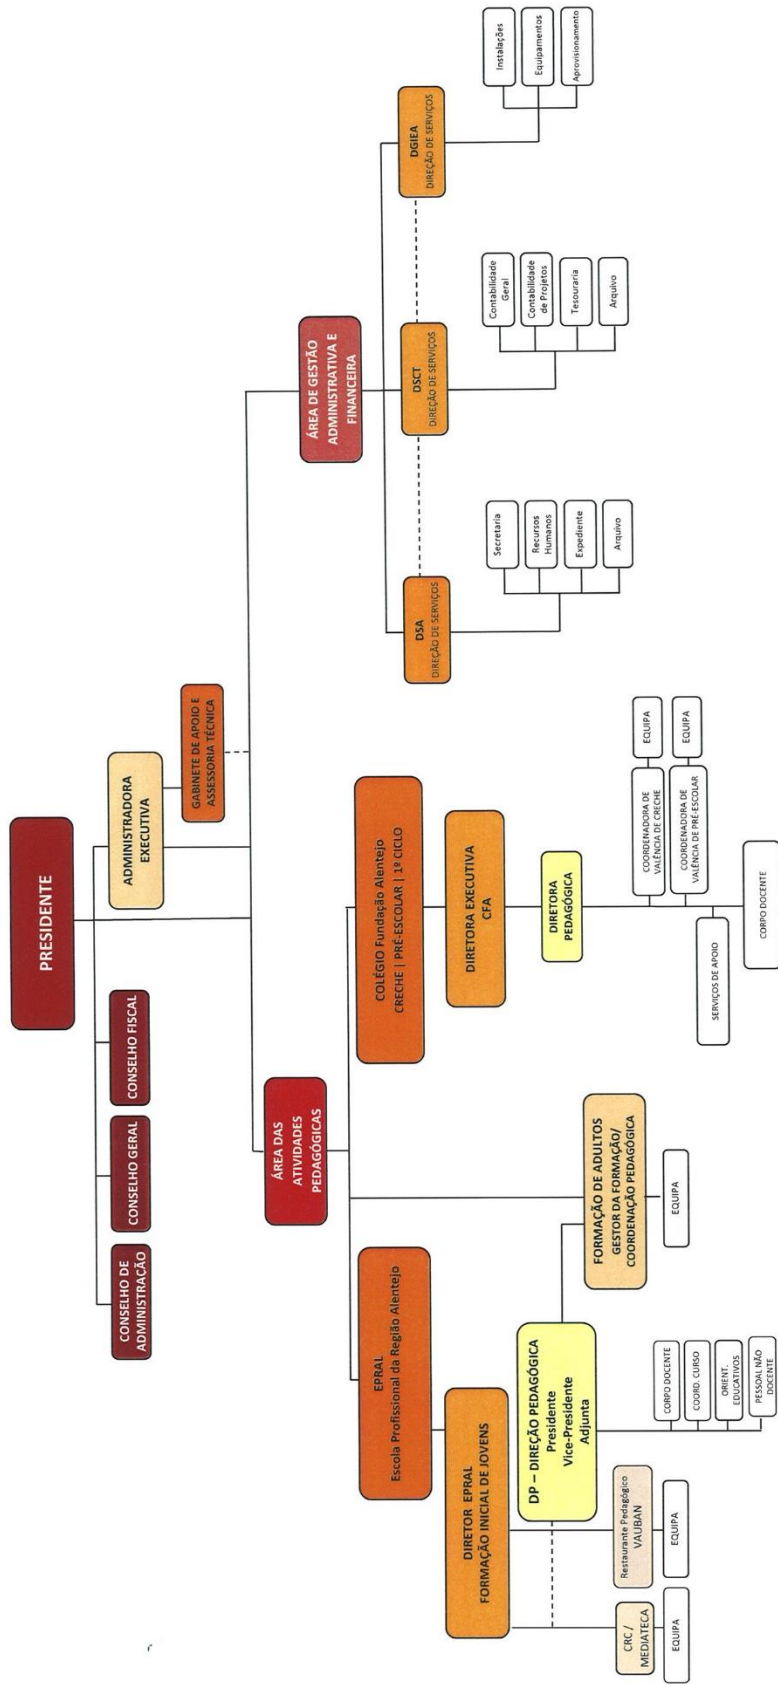 PRESIDENTE
CONSELHO DE
ADMINISTRAÇÃO
CONSELHO GERAL
CONSELHO FISCAL
ADMINISTRADORA
EXECUTIVA
GABINETE DE APOIO E
ASSESSORIA TÉCNICA
ÁREA DAS
ATIVIDADES
PEDAGÓGICAS
ÁREA DE GESTÃO
ADMINISTRATIVA E
FINANCEIRA
EPRAL
Escola Profissional da Região Alentejo
COLÉGIO Fundação Alentejo
CRECHE | PRÉ-ESCOLAR | 1º CICLO
DIRETOR EPRAL
FORMAÇÃO INICIAL DE JOVENS
DIRETORA EXECUTIVA
CFA
DP – DIREÇÃO PEDAGÓGICA
Presidente
Vice-Presidente
Adjunta
FORMAÇÃO DE ADULTOS
GESTOR DA FORMAÇÃO/
COORDENAÇÃO PEDAGÓGICA
EQUIPA
DIRETORA
PEDAGÓGICA
CRC /
MEDIATECA
EQUIPA
Restaurante Pedagógico
VAUBAN
EQUIPA
CORPO DOCENTE
COORD. CURSO
ORIENT.
EDUCATIVOS
PESSOAL NÃO
DOCENTE
COORDENADORA DE
VALÊNCIA DE CRECHE
EQUIPA
COORDENADORA DE
VALÊNCIA DE PRÉ-ESCOLAR
EQUIPA
SERVIÇOS DE APOIO
CORPO DOCENTE
DSA
DIREÇÃO DE SERVIÇOS
Secretaria
Recursos
Humanos
Expediente
Arquivo
DSCT
DIREÇÃO DE SERVIÇOS
Contabilidade
Geral
Contabilidade
de Projetos
Tesouraria
Arquivo
DGIEA
DIREÇÃO DE SERVIÇOS
Instalações
Equipamentos
Aprovisionamento